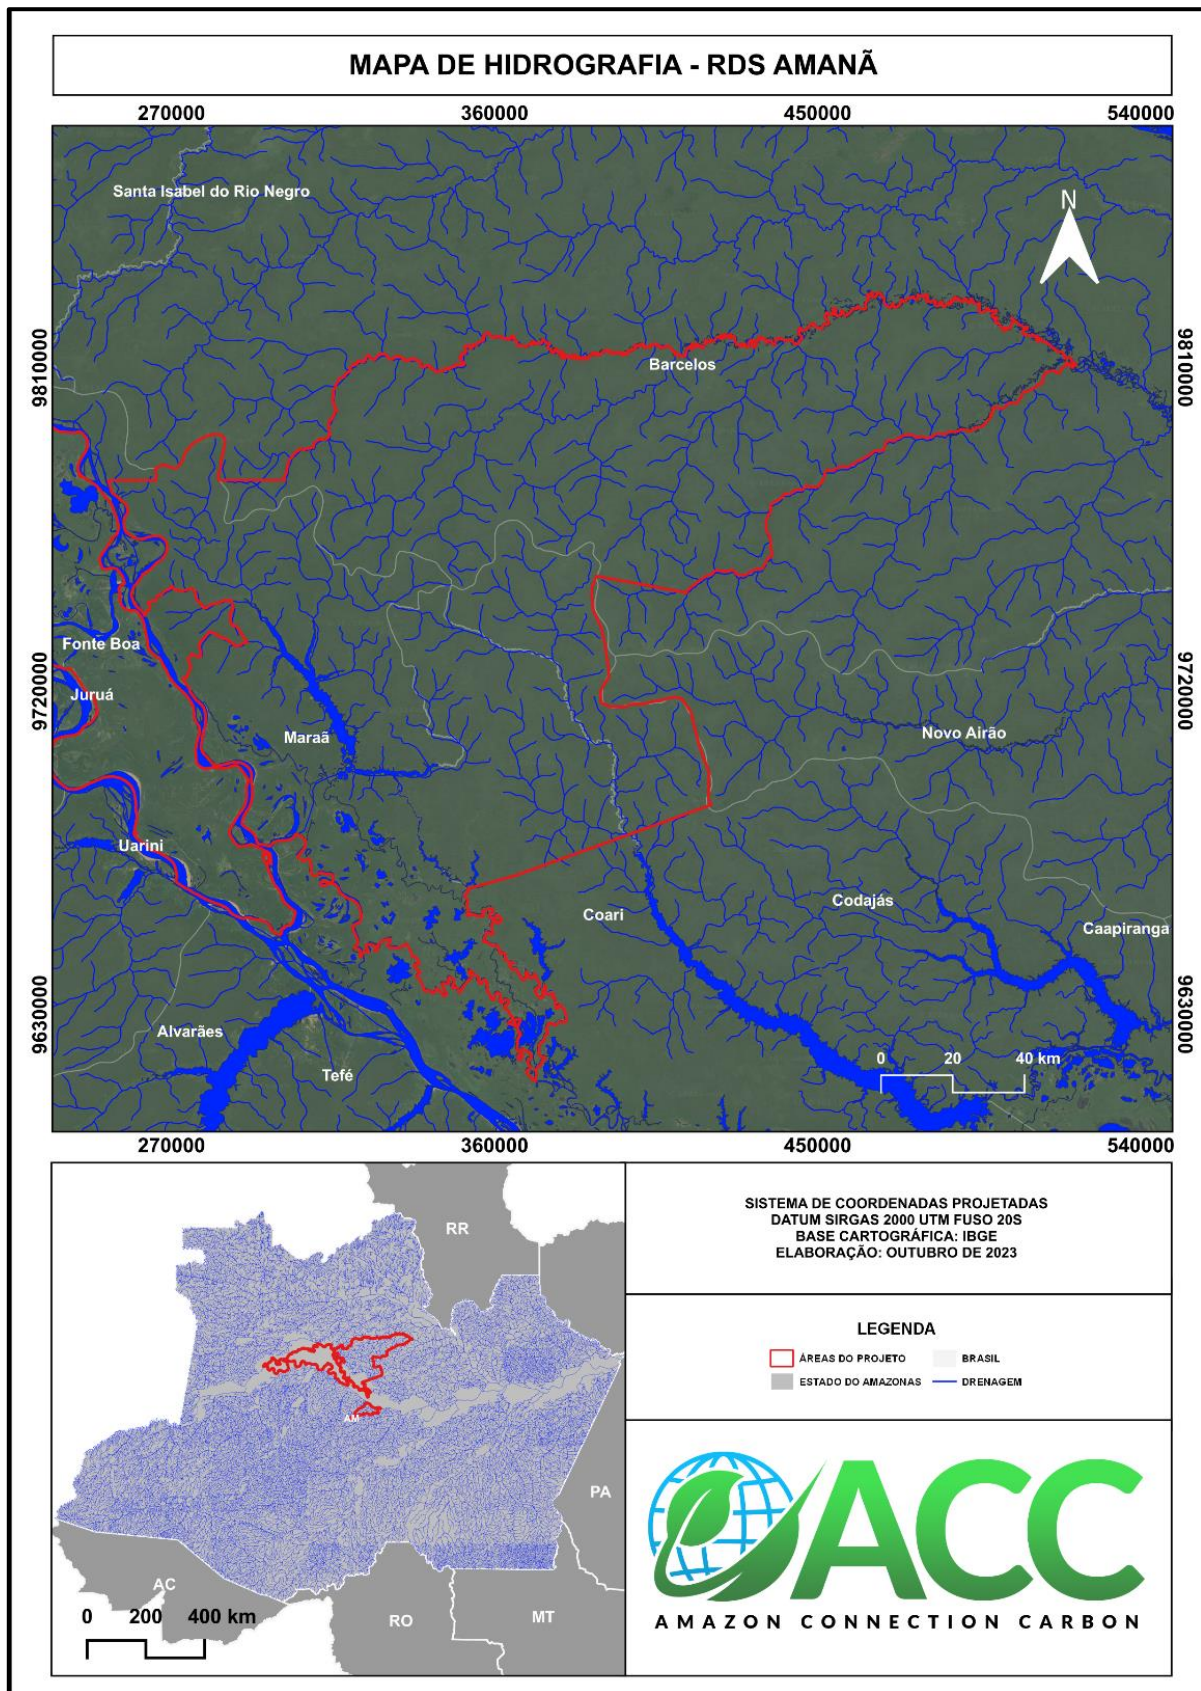 MAPA DE HIDROGRAFIA - RDS AMANÃ
270000 360000 450000 540000
Santa Isabel do Rio Negro
N
9810000 9810000
Barcelos
Fonte Boa
9720000 9720000
Juruá
Maraã
Novo Airão
Uarini
Coari
Codajás
Caapiranga
9630000 9630000
Alvarães
Tefé
0 20 40 km
270000 360000 450000 540000
RR
AM
PA
AC
RO
MT
0 200 400 km
SISTEMA DE COORDENADAS PROJETADAS
DATUM SIRGAS 2000 UTM FUSO 20S
BASE CARTOGRÁFICA: IBGE
ELABORAÇÃO: OUTUBRO DE 2023
LEGENDA
ÁREAS DO PROJETO BRASIL
ESTADO DO AMAZONAS DRENAGEM
ACC
AMAZON CONNECTION CARBON